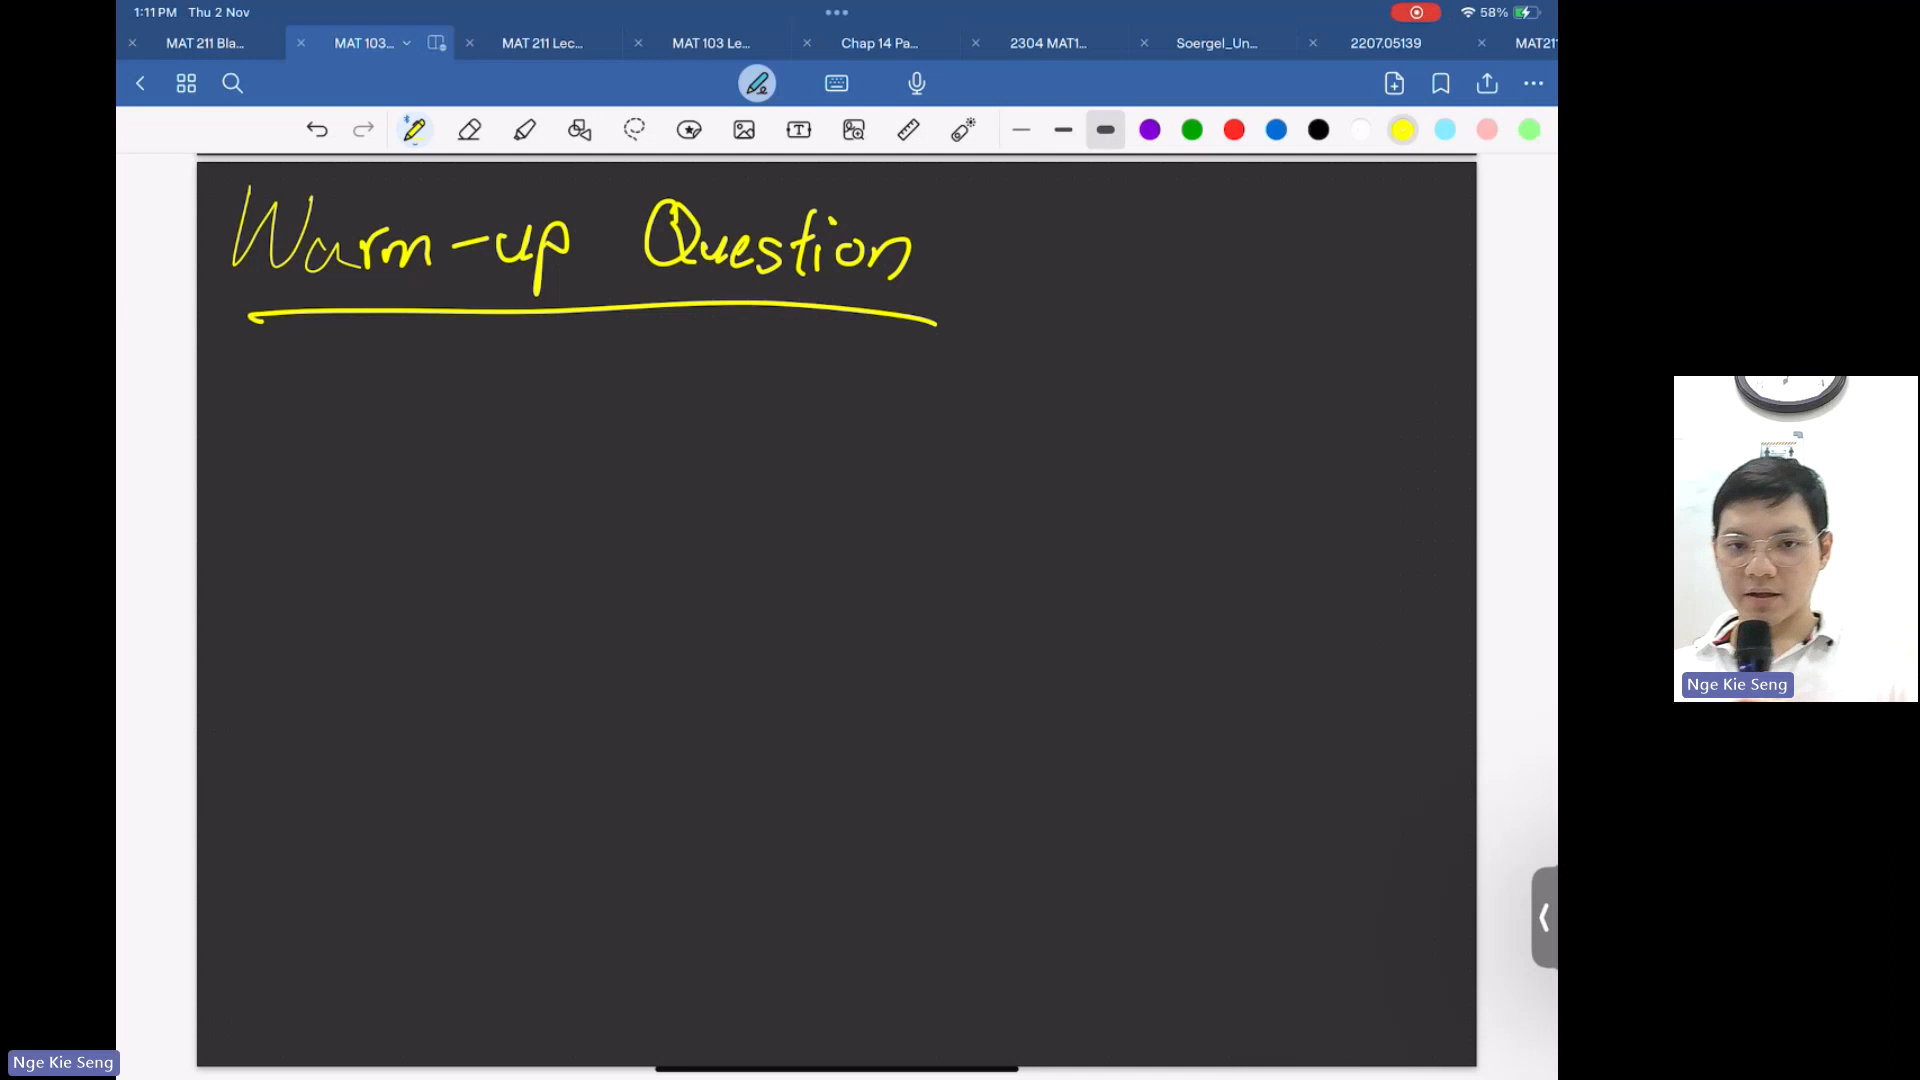 1:11 PM Thu 2 Nov
58%
MAT 211 Bla...
MAT 103...
MAT 211 Lec...
MAT 103 Le...
Chap 14 Pa...
2304 MAT1...
Soergel_Un...
2207.05139
MAT21
Warm-up Question
Nge Kie Seng
Nge Kie Seng